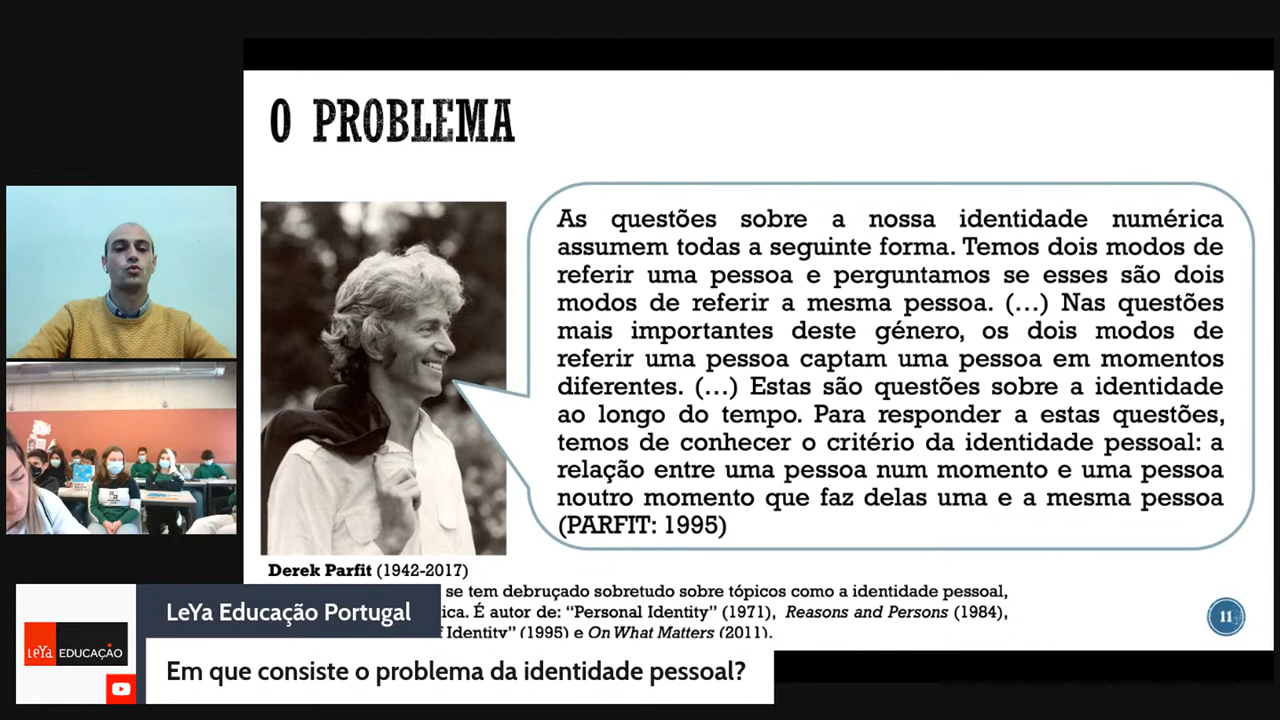 O PROBLEMA
As questões sobre a nossa identidade numérica
assumem todas a seguinte forma. Temos dois modos de
referir uma pessoa e perguntamos se esses são dois
modos de referir a mesma pessoa. (…) Nas questões
mais importantes deste género, os dois modos de
referir uma pessoa captam uma pessoa em momentos
diferentes. (…) Estas são questões sobre a identidade
ao longo do tempo. Para responder a estas questões,
temos de conhecer o critério da identidade pessoal: a
relação entre uma pessoa num momento e uma pessoa
noutro momento que faz delas uma e a mesma pessoa
(PARFIT: 1995)
Derek Parfit (1942-2017)
se tem debruçado sobretudo sobre tópicos como a identidade pessoal,
ica. É autor de: “Personal Identity” (1971), Reasons and Persons (1984),
f Identity” (1995) e On What Matters (2011).
11
LeYa Educação Portugal
LeYa EDUCAÇÃO
Em que consiste o problema da identidade pessoal?